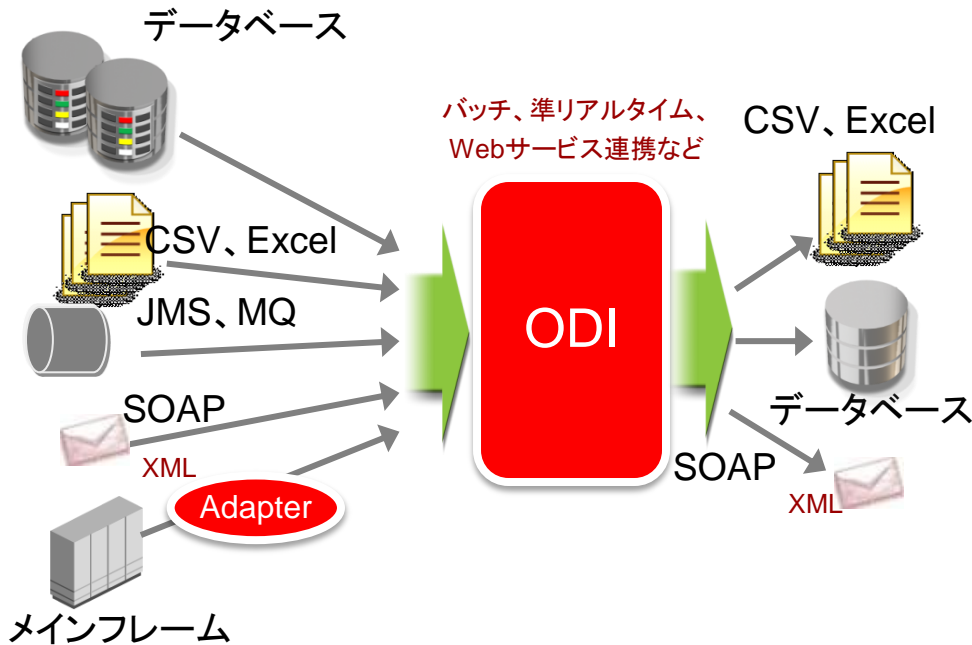 データベース
CSV、Excel
JMS、MQ
SOAP
XML
Adapter
メインフレーム
バッチ、準リアルタイム、
Webサービス連携など
ODI
CSV、Excel
データベース
SOAP
XML